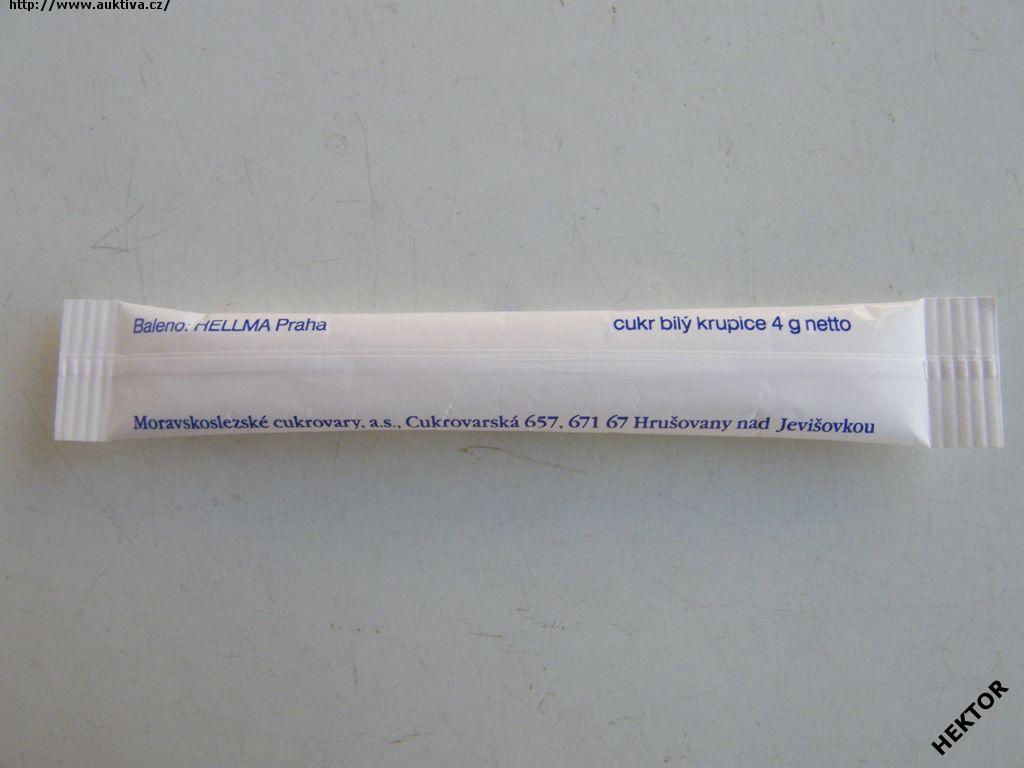 http://www.auktiva.cz/
Baleno: HELLMA Praha
cukr bílý krupice 4 g netto
Moravskoslezské cukrovary, a.s., Cukrovarská 657, 671 67 Hrušovany nad Jevišovkou
HEKTOR